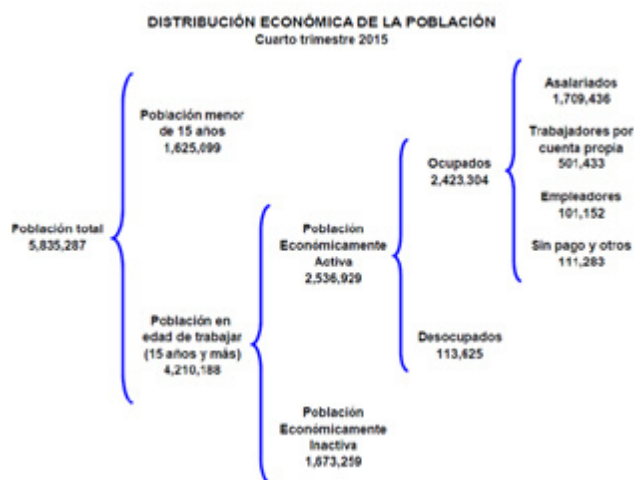 DISTRIBUCIÓN ECONÓMICA DE LA POBLACIÓN
Cuarto trimestre 2015
Población total
5,835,287
Población menor
de 15 años
1,625,099
Población en
edad de trabajar
(15 años y más)
4,210,188
Población
Económicamente
Activa
2,536,929
Población
Económicamente
Inactiva
1,673,259
Ocupados
2,423,304
Desocupados
113,625
Asalariados
1,709,436
Trabajadores por
cuenta propia
501,433
Empleadores
101,152
Sin pago y otros
111,283